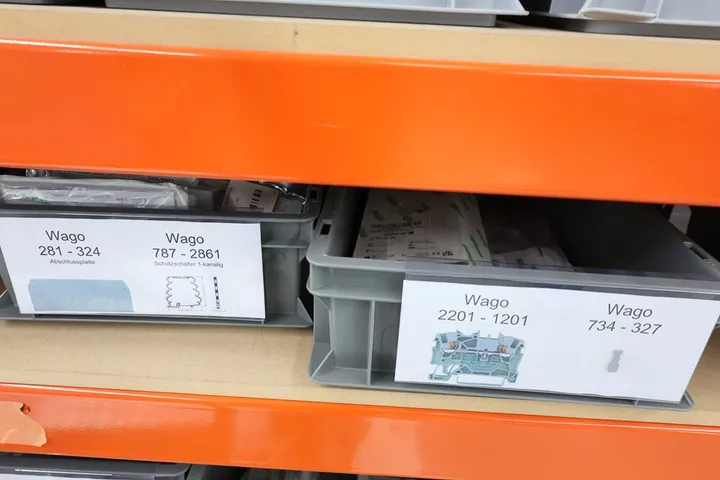 Wago
281 - 324
Abschlussplatte
Wago
787 - 2861
Schutzschalter 1-kanalig
Wago
2201 - 1201
Wago
734 - 327